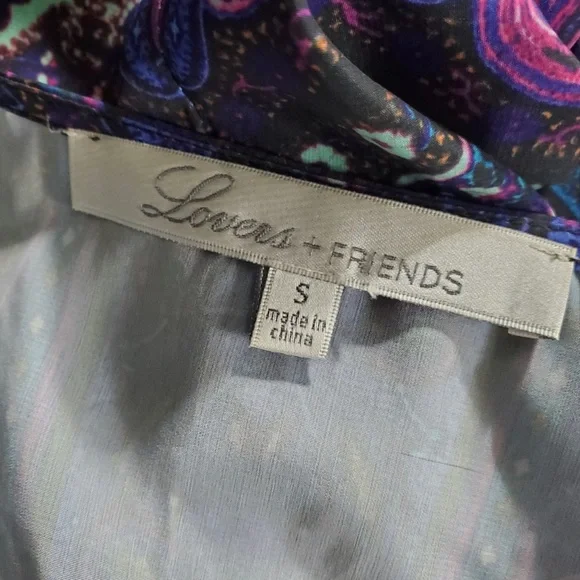 Lovers + FRIENDS
S
made in
china